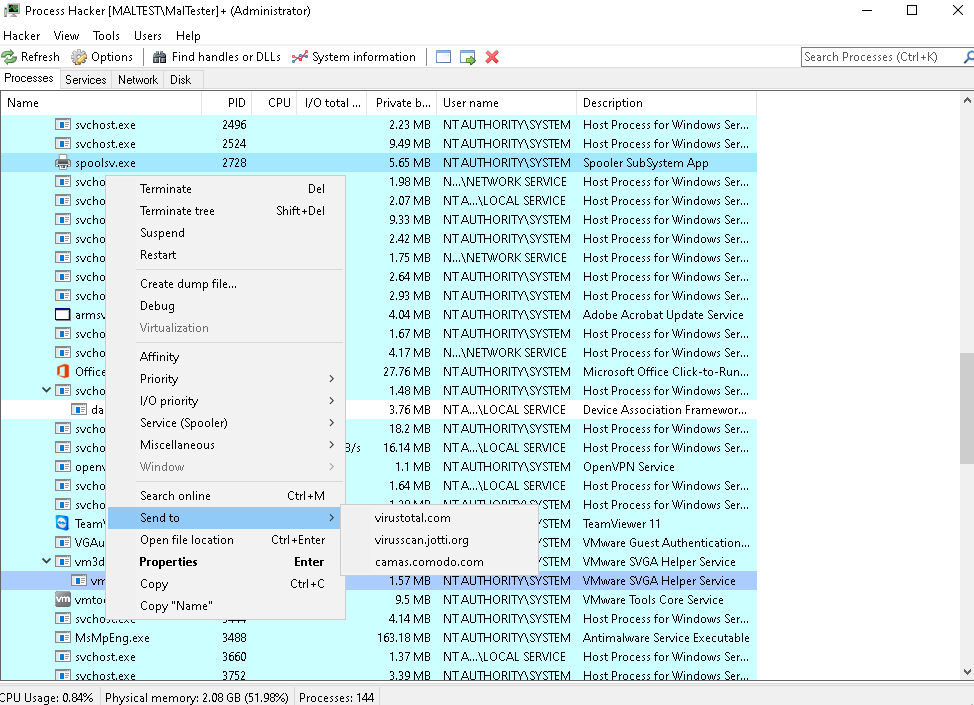 Process Hacker [MALTEST\MalTester]+ (Administrator)
Hacker View Tools Users Help
Refresh Options Find handles or DLLs System information Search Processes (Ctrl+K)
Processes Services Network Disk
Name PID CPU I/O total ... Private b... User name Description
svchost.exe 2496 2.23 MB NT AUTHORITY\SYSTEM Host Process for Windows Ser...
svchost.exe 2524 9.49 MB NT AUTHORITY\SYSTEM Host Process for Windows Ser...
spoolsv.exe 2728 5.65 MB NT AUTHORITY\SYSTEM Spooler SubSystem App
svcho 1.98 MB N...\NETWORK SERVICE Host Process for Windows Ser...
svcho 2.07 MB NT A...\LOCAL SERVICE Host Process for Windows Ser...
svcho 9.33 MB NT AUTHORITY\SYSTEM Host Process for Windows Ser...
svcho 2.42 MB NT AUTHORITY\SYSTEM Host Process for Windows Ser...
svcho 1.75 MB N...\NETWORK SERVICE Host Process for Windows Ser...
svcho 2.64 MB NT AUTHORITY\SYSTEM Host Process for Windows Ser...
svcho 2.93 MB NT AUTHORITY\SYSTEM Host Process for Windows Ser...
armsv 4.04 MB NT AUTHORITY\SYSTEM Adobe Acrobat Update Service
svcho 1.67 MB NT AUTHORITY\SYSTEM Host Process for Windows Ser...
svcho 4.17 MB N...\NETWORK SERVICE Host Process for Windows Ser...
Office 27.76 MB NT AUTHORITY\SYSTEM Microsoft Office Click-to-Run...
svcho 1.48 MB NT AUTHORITY\SYSTEM Host Process for Windows Ser...
da 3.76 MB NT A...\LOCAL SERVICE Device Association Framewor...
svcho 18.2 MB NT AUTHORITY\SYSTEM Host Process for Windows Ser...
svcho B/s 16.14 MB NT A...\LOCAL SERVICE Host Process for Windows Ser...
openv 1.1 MB NT AUTHORITY\SYSTEM OpenVPN Service
svcho 1.64 MB NT A...\LOCAL SERVICE Host Process for Windows Ser...
svcho NT AUTHORITY\SYSTEM Host Process for Windows Ser...
TeamV TeamViewer 11
VGAu VMware Guest Authentication...
vm3d VMware SVGA Helper Service
vm 1.57 MB NT AUTHORITY\SYSTEM VMware SVGA Helper Service
vm vmtoo 9.5 MB NT AUTHORITY\SYSTEM VMware Tools Core Service
svchost.exe 3444 4.14 MB NT AUTHORITY\SYSTEM Host Process for Windows Ser...
MsMpEng.exe 3488 163.18 MB NT AUTHORITY\SYSTEM Antimalware Service Executable
svchost.exe 3660 1.37 MB NT A...\LOCAL SERVICE Host Process for Windows Ser...
svchost.exe 3752 3.39 MB NT AUTHORITY\SYSTEM Host Process for Windows Ser...
Terminate Del
Terminate tree Shift+Del
Suspend
Restart
Create dump file...
Debug
Virtualization
Affinity
Priority
I/O priority
Service (Spooler)
Miscellaneous
Window
Search online Ctrl+M
Send to
Open file location Ctrl+Enter
Properties Enter
Copy Ctrl+C
Copy "Name"
virustotal.com
virusscan.jotti.org
camas.comodo.com
CPU Usage: 0.84% Physical memory: 2.08 GB (51.98%) Processes: 144